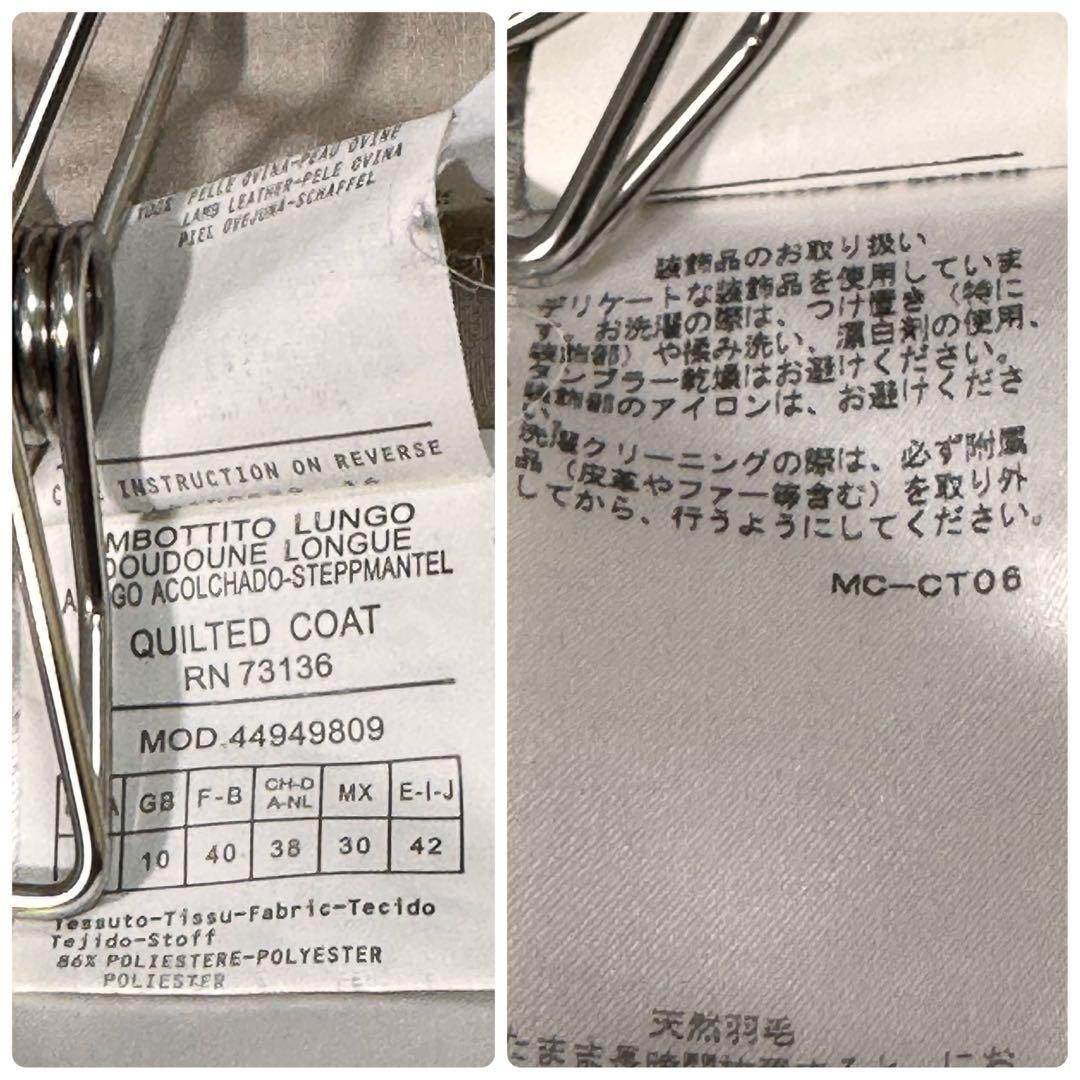 100% PELLE OVINA-PEAU OVINE
LAMB LEATHER-PELE OVINA
PIEL OVEJUNA-SCHAFFEL
INSTRUCTION ON REVERSE
MBOTTITO LUNGO
DOUDOUNE LONGUE
GO ACOLCHADO-STEPPMANTEL
QUILTED COAT
RN 73136
MOD.44949809
GB F-B CH-D A-NL MX E-I-J
10 40 38 30 42
Tessuto-Tissu-Fabric-Tecido
Tejido-Stoff
86% POLIESTERE-POLYESTER
POLIESTER
装飾品のお取り扱い
デリケートな装飾品を使用していま
す。お洗濯の際は、つけ置き（特に
装飾部）や揉み洗い、漂白剤の使用、
タンブラー乾燥はお避けください。
装飾部のアイロンは、お避けくださ
い。
洗濯クリーニングの際は、必ず附属
品（皮革やファー等含む）を取り外
してから、行うようにしてください。
MC-CT06
天然羽毛